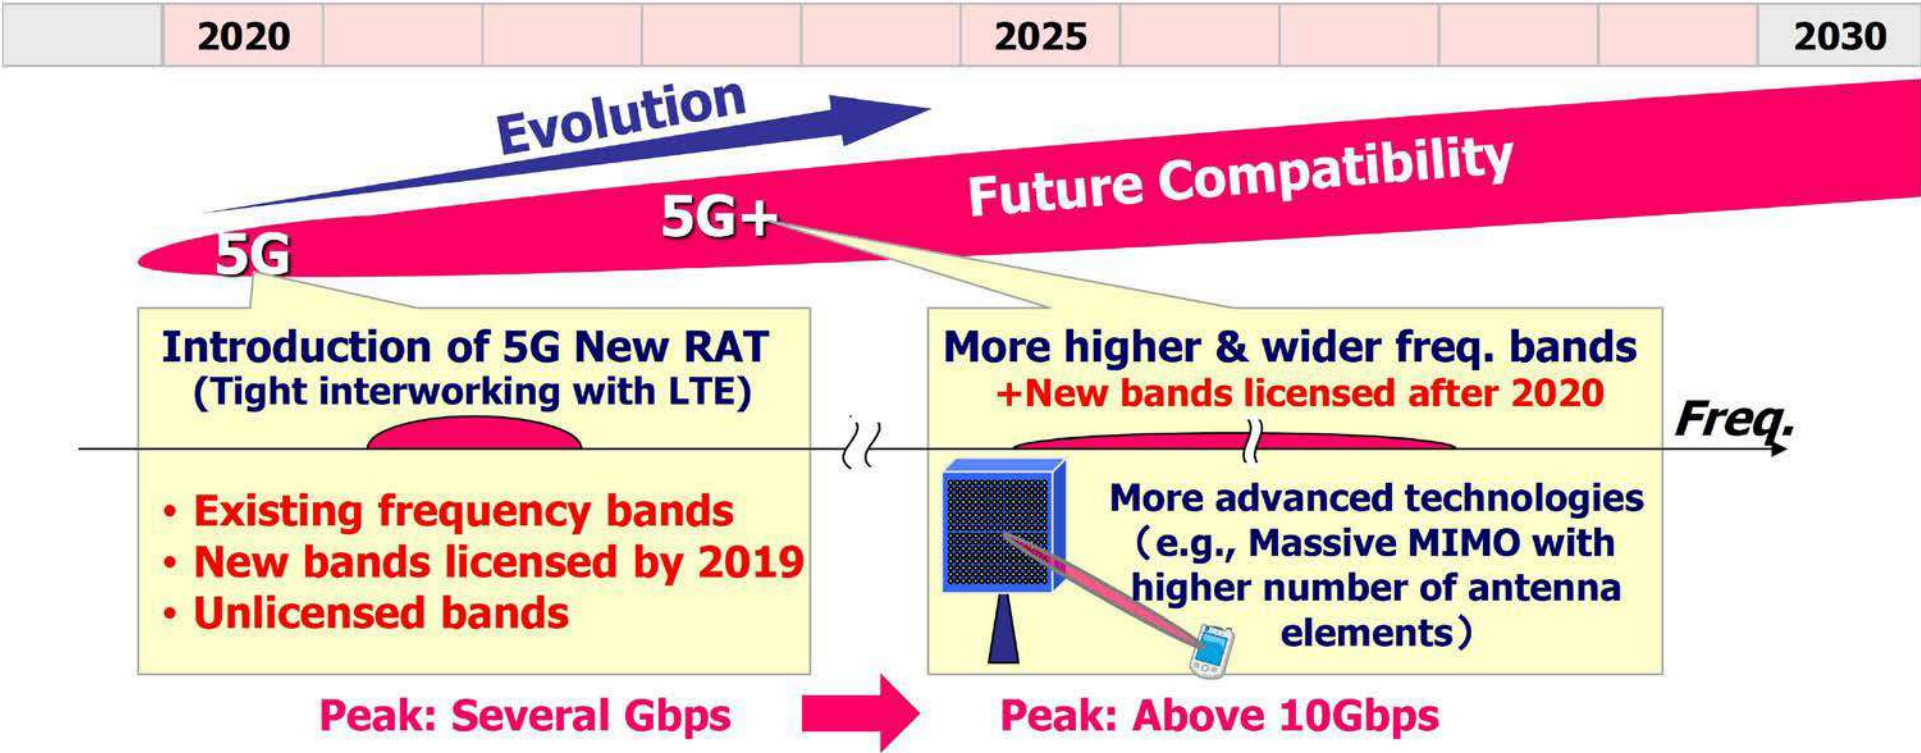 2020 2025 2030
Evolution
Future Compatibility
5G+
5G
Introduction of 5G New RAT
(Tight interworking with LTE)
• Existing frequency bands
• New bands licensed by 2019
• Unlicensed bands
More higher & wider freq. bands
+New bands licensed after 2020
Freq.
More advanced technologies
（e.g., Massive MIMO with
higher number of antenna
elements）
Peak: Several Gbps
Peak: Above 10Gbps